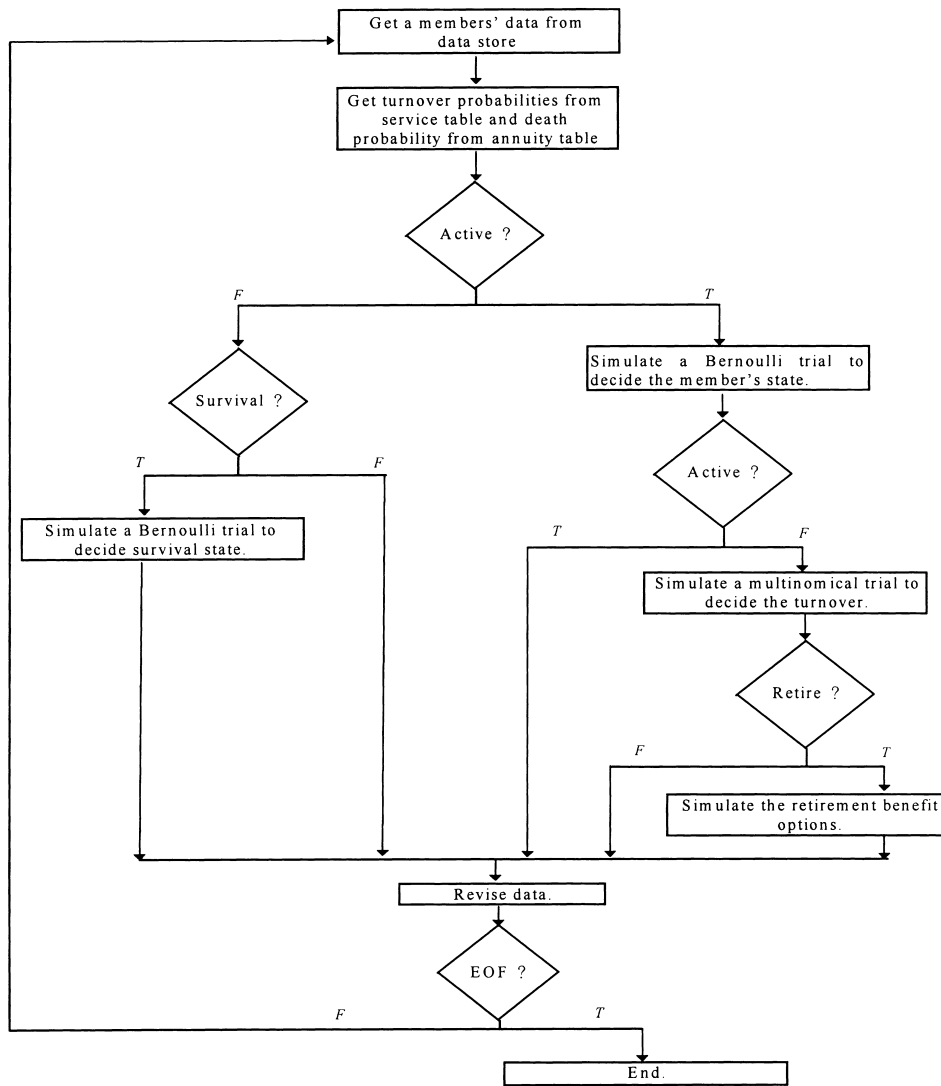 Get a members' data from
data store
Get turnover probabilities from
service table and death
probability from annuity table
Active ?
F
T
Survival ?
Simulate a Bernoulli trial to
decide the member's state.
T
F
Active ?
Simulate a Bernoulli trial to
decide survival state.
T
F
Simulate a multinomical trial to
decide the turnover.
Retire ?
F
T
Simulate the retirement benefit
options.
Revise data.
EOF ?
F
T
End.